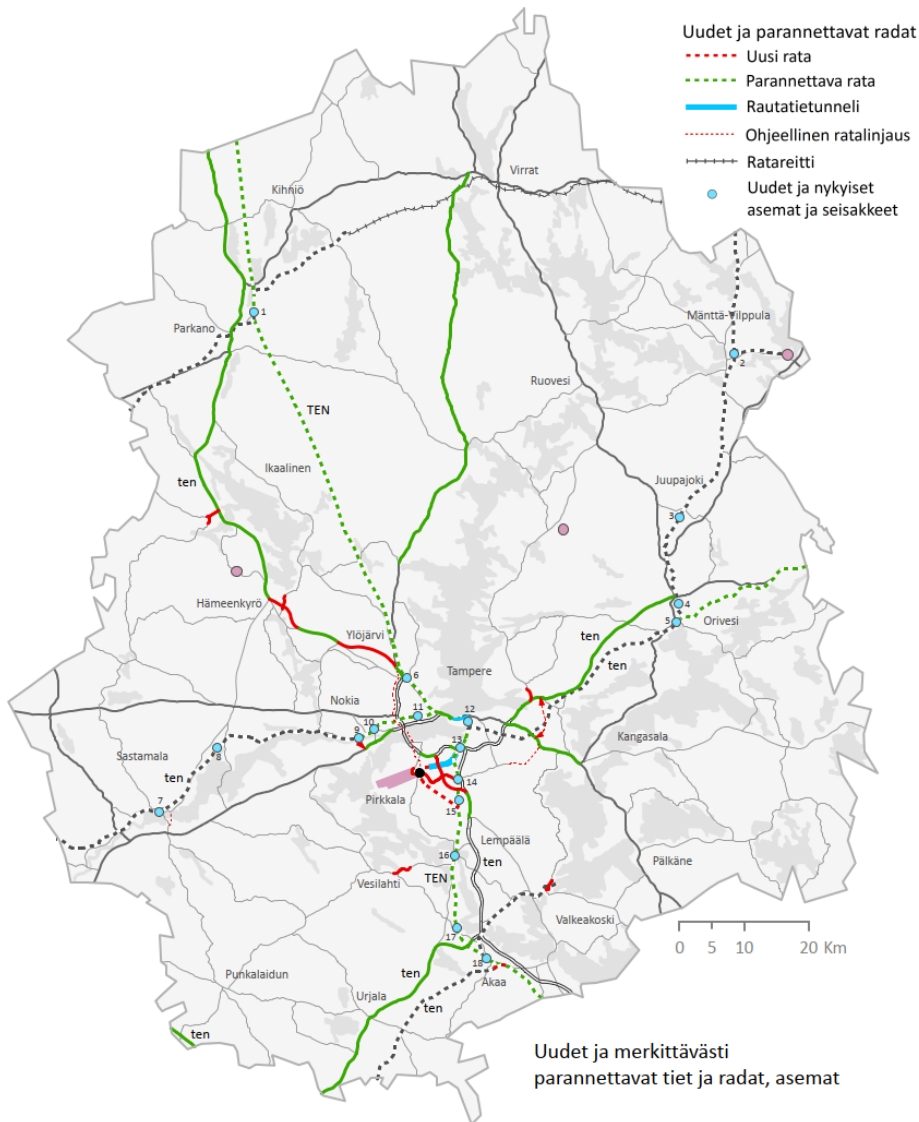 Uudet ja parannettavat radat
Uusi rata
Parannettava rata
Rautatietunneli
Ohjeellinen ratalinjaus
Ratareitti
Uudet ja nykyiset
asemat ja seisakkeet
Virrat
Kihniö
1
Parkano
Mänttä-Vilppula
2
Ruovesi
TEN
Ikaalinen
ten
Juupajoki
3
Hämeenkyrö
4
5
Orivesi
Ylöjärvi
ten
ten
6
Tampere
Nokia
11
12
10
9
13
Kangasala
Sastamala
8
ten
14
Pirkkala
7
15
Lempäälä
16
ten
Pälkäne
TEN
Vesilahti
Valkeakoski
0 5 10 20 Km
17
18
Punkalaidun
ten
Akaa
Urjala
ten
ten
Uudet ja merkittävästi
parannettavat tiet ja radat, asemat